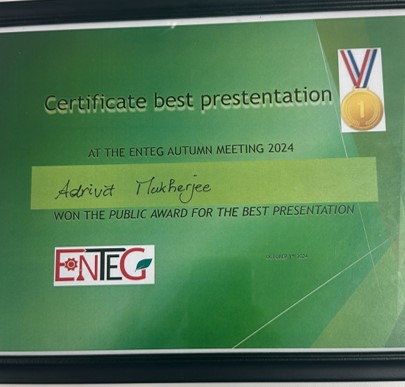 Certificate best prestentation
1
AT THE ENTEG AUTUMN MEETING 2024
Adrivit Mukherjee
WON THE PUBLIC AWARD FOR THE BEST PRESENTATION
ENTEG